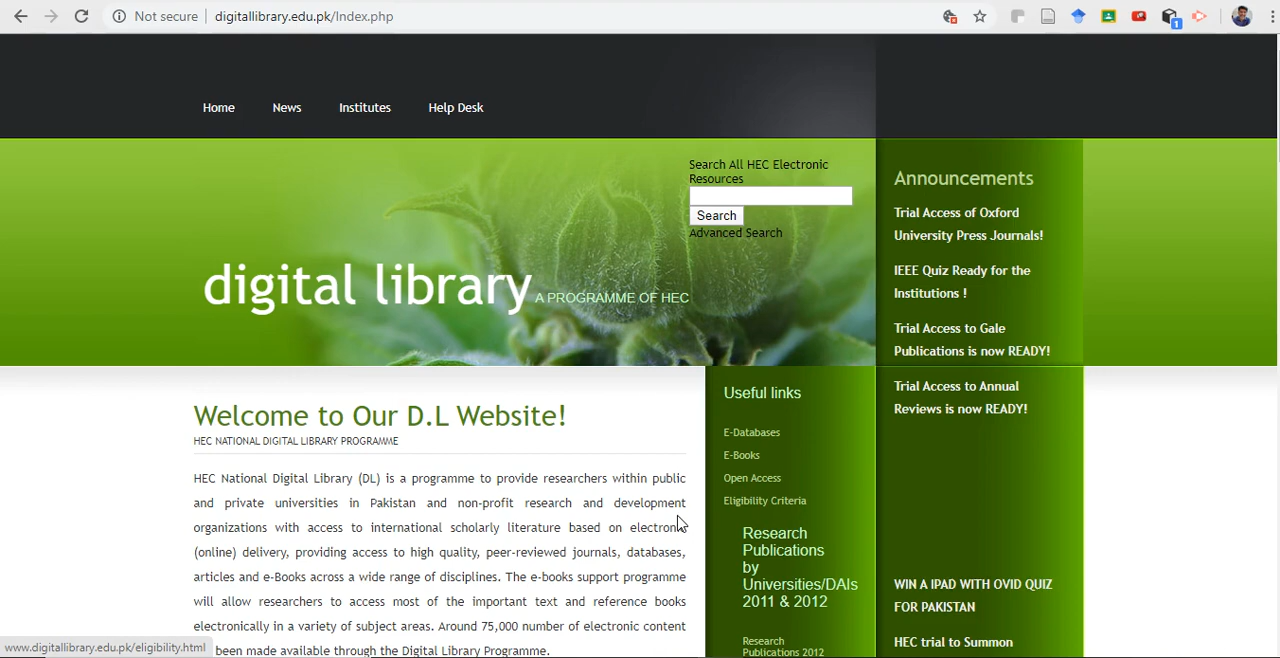 Not secure | digitallibrary.edu.pk/Index.php
1
Home
News
Institutes
Help Desk
Search All HEC Electronic
Resources
Search
Advanced Search
digital library A PROGRAMME OF HEC
Announcements
Trial Access of Oxford
University Press Journals!
IEEE Quiz Ready for the
Institutions !
Trial Access to Gale
Publications is now READY!
Trial Access to Annual
Reviews is now READY!
WIN A IPAD WITH OVID QUIZ
FOR PAKISTAN
HEC trial to Summon
Welcome to Our D.L Website!
HEC NATIONAL DIGITAL LIBRARY PROGRAMME
HEC National Digital Library (DL) is a programme to provide researchers within public
and private universities in Pakistan and non-profit research and development
organizations with access to international scholarly literature based on electronic
(online) delivery, providing access to high quality, peer-reviewed journals, databases,
articles and e-Books across a wide range of disciplines. The e-books support programme
will allow researchers to access most of the important text and reference books
electronically in a variety of subject areas. Around 75,000 number of electronic content
been made available through the Digital Library Programme.
Useful links
E-Databases
E-Books
Open Access
Eligibility Criteria
Research
Publications
by
Universities/DAIs
2011 & 2012
Research
Publications 2012
www.digitallibrary.edu.pk/eligibility.html